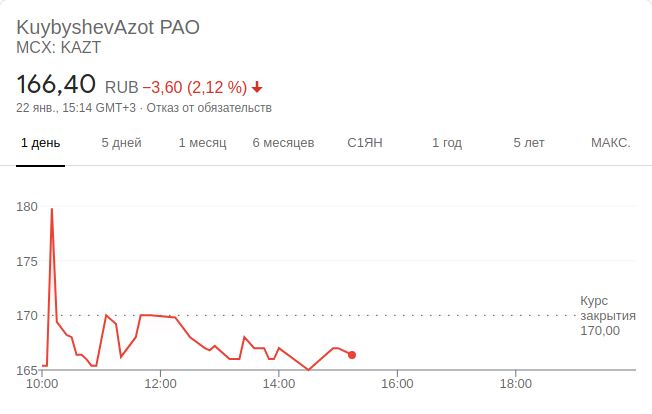 KuybyshevAzot PAO
MCX: KAZT
166,40 RUB −3,60 (2,12 %)
22 янв., 15:14 GMT+3 · Отказ от обязательств
1 день 5 дней 1 месяц 6 месяцев С1ЯН 1 год 5 лет МАКС.
180
175
170
165
Курс
закрытия
170,00
10:00 12:00 14:00 16:00 18:00